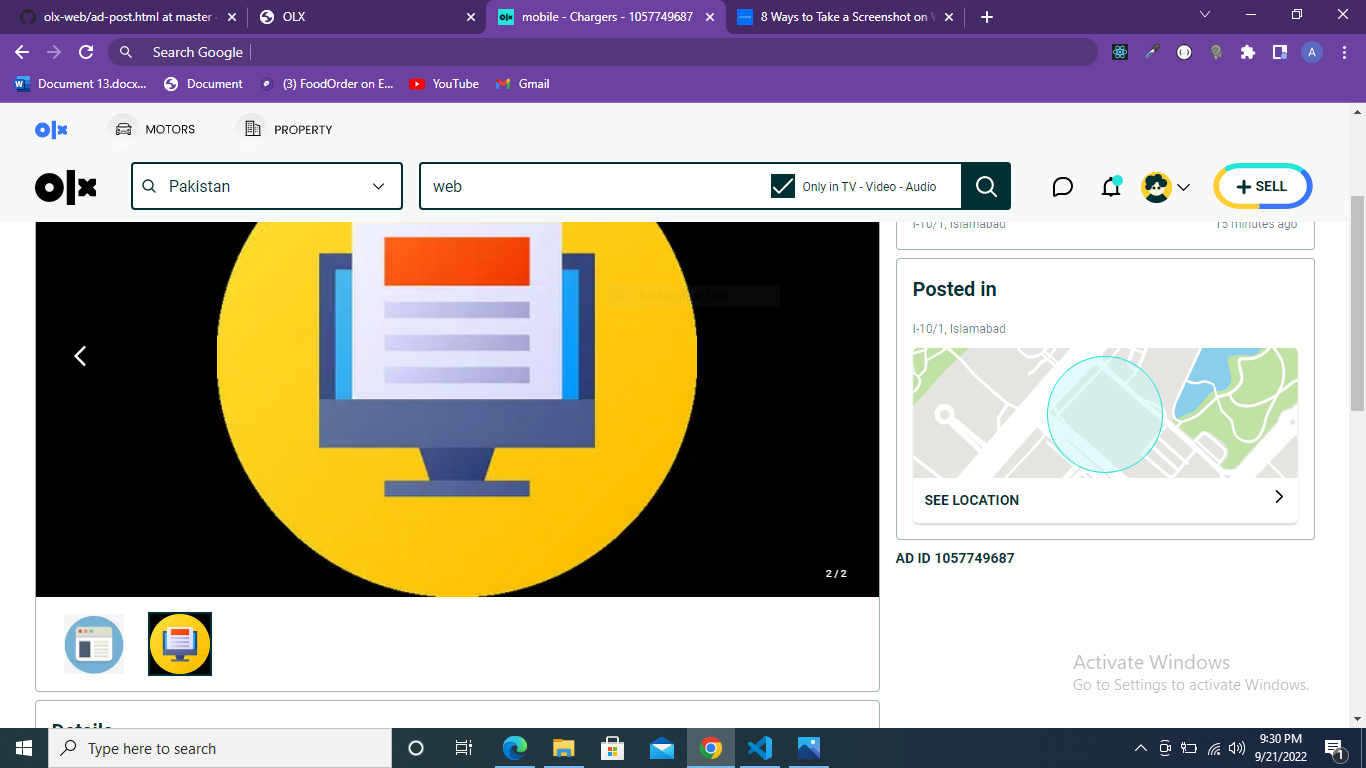 olx-web/ad-post.html at master
OLX
mobile - Chargers - 1057749687
8 Ways to Take a Screenshot on
Search Google
A
Document 13.docx...
Document
(3) FoodOrder on E...
YouTube
Gmail
olx
MOTORS
PROPERTY
olx
Pakistan
web
Only in TV - Video - Audio
SELL
I-10/1, Islamabad
15 minutes ago
Posted in
I-10/1, Islamabad
SEE LOCATION
AD ID 1057749687
2 / 2
Activate Windows
Go to Settings to activate Windows.
Details
Type here to search
9:30 PM
9/21/2022
1